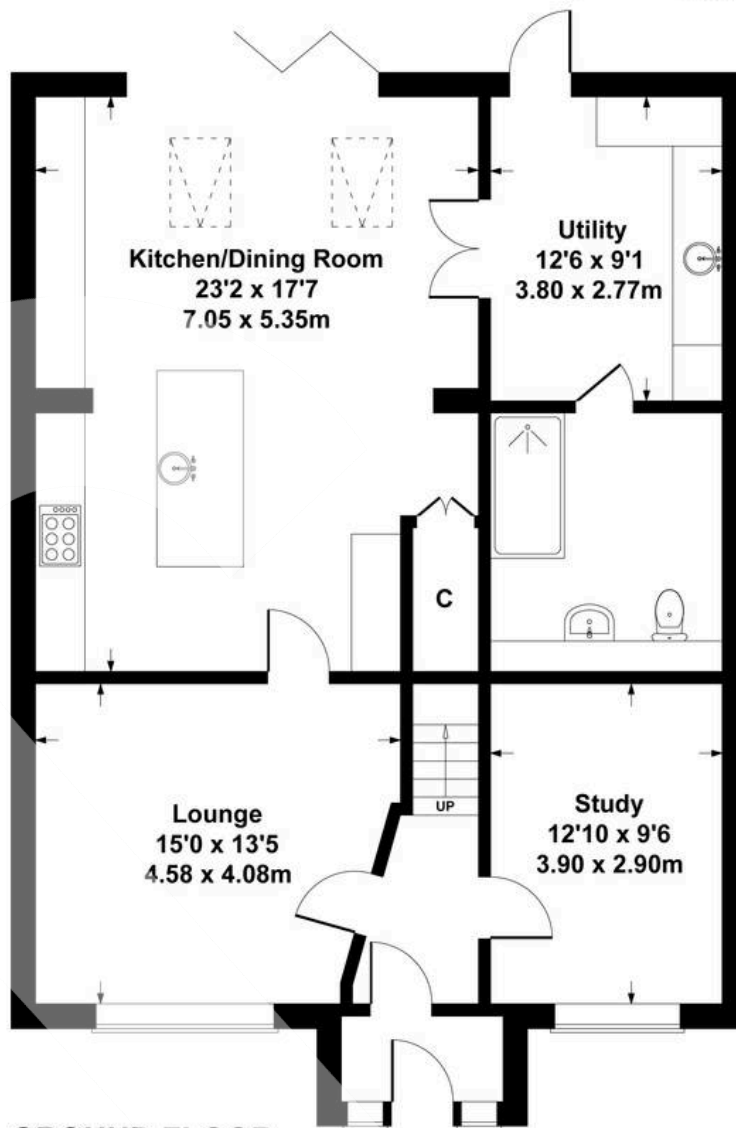 Kitchen/Dining Room
23'2 x 17'7
7.05 x 5.35m
Utility
12'6 x 9'1
3.80 x 2.77m
C
UP
Lounge
15'0 x 13'5
4.58 x 4.08m
Study
12'10 x 9'6
3.90 x 2.90m